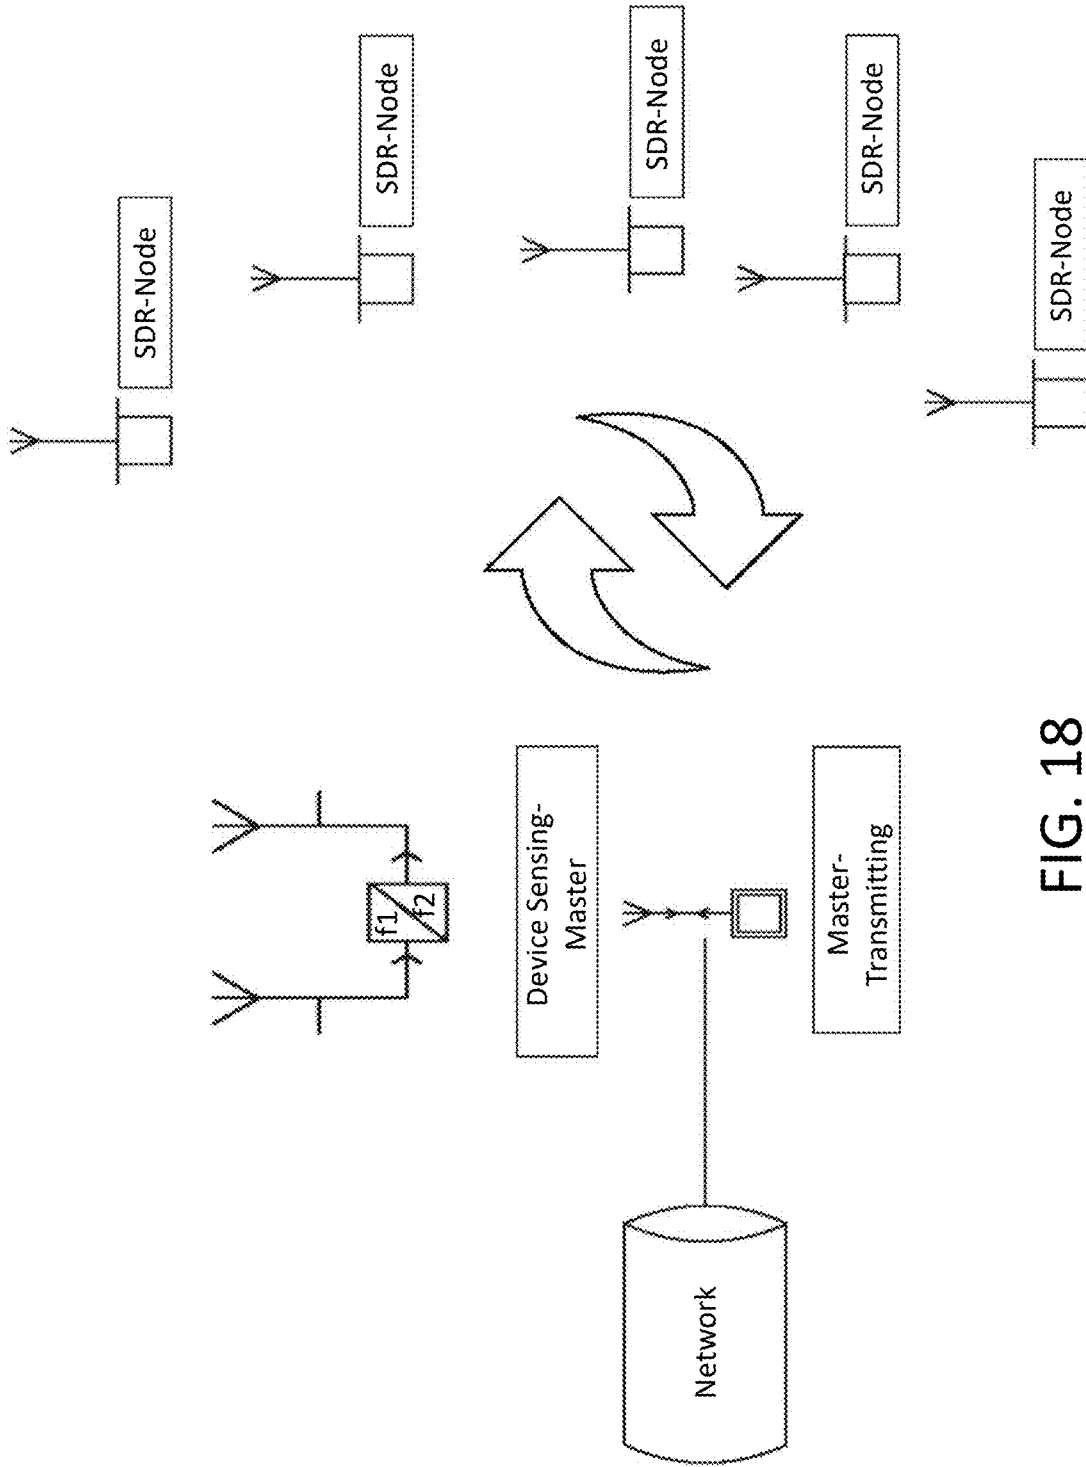 SDR-Node
SDR-Node
SDR-Node
SDR-Node
SDR-Node
f1
f2
Device Sensing-
Master
Master-
Transmitting
Network
FIG. 18